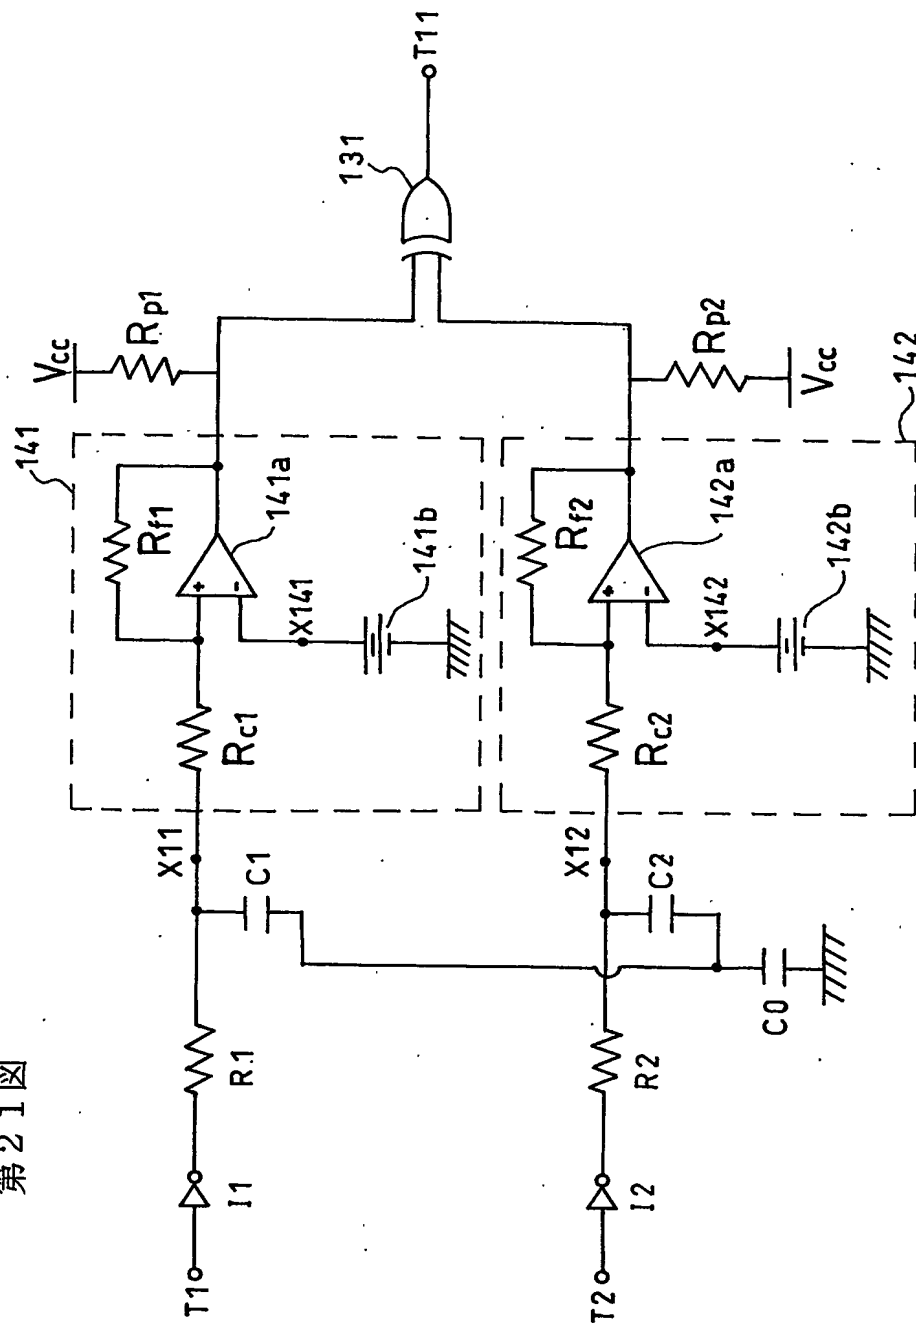 第21図
T1
I1
R1
X11
C1
141
Rc1
Rf1
+
-
141a
X141
141b
Vcc
Rp1
131
T11
T2
I2
R2
X12
C2
C0
142
Rc2
Rf2
+
-
142a
X142
142b
Rp2
Vcc